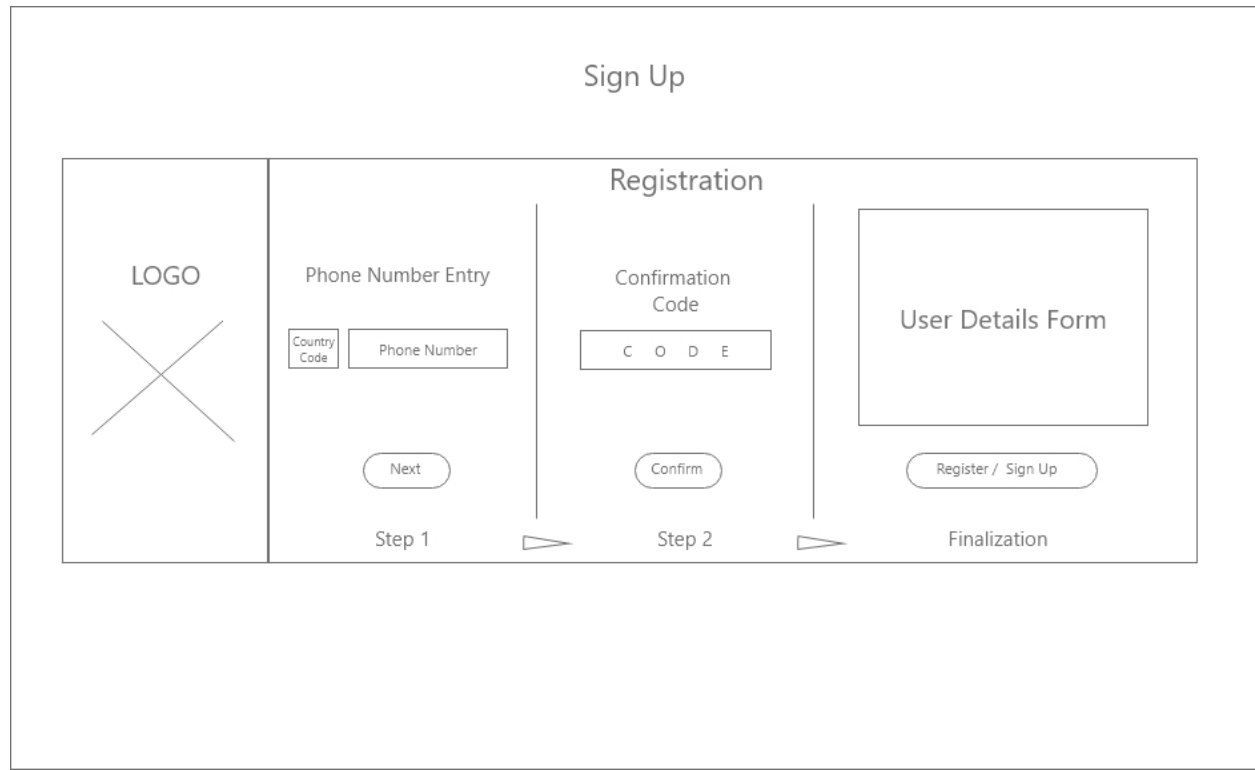 Sign Up
Registration
LOGO
Phone Number Entry
Country
Code
Phone Number
Next
Step 1
Confirmation
Code
C O D E
Confirm
Step 2
User Details Form
Register / Sign Up
Finalization